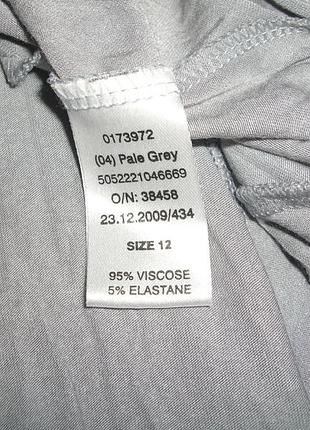 0173972
(04) Pale Grey
5052221046669
O/N: 38458
23.12.2009/434
SIZE 12
95% VISCOSE
5% ELASTANE